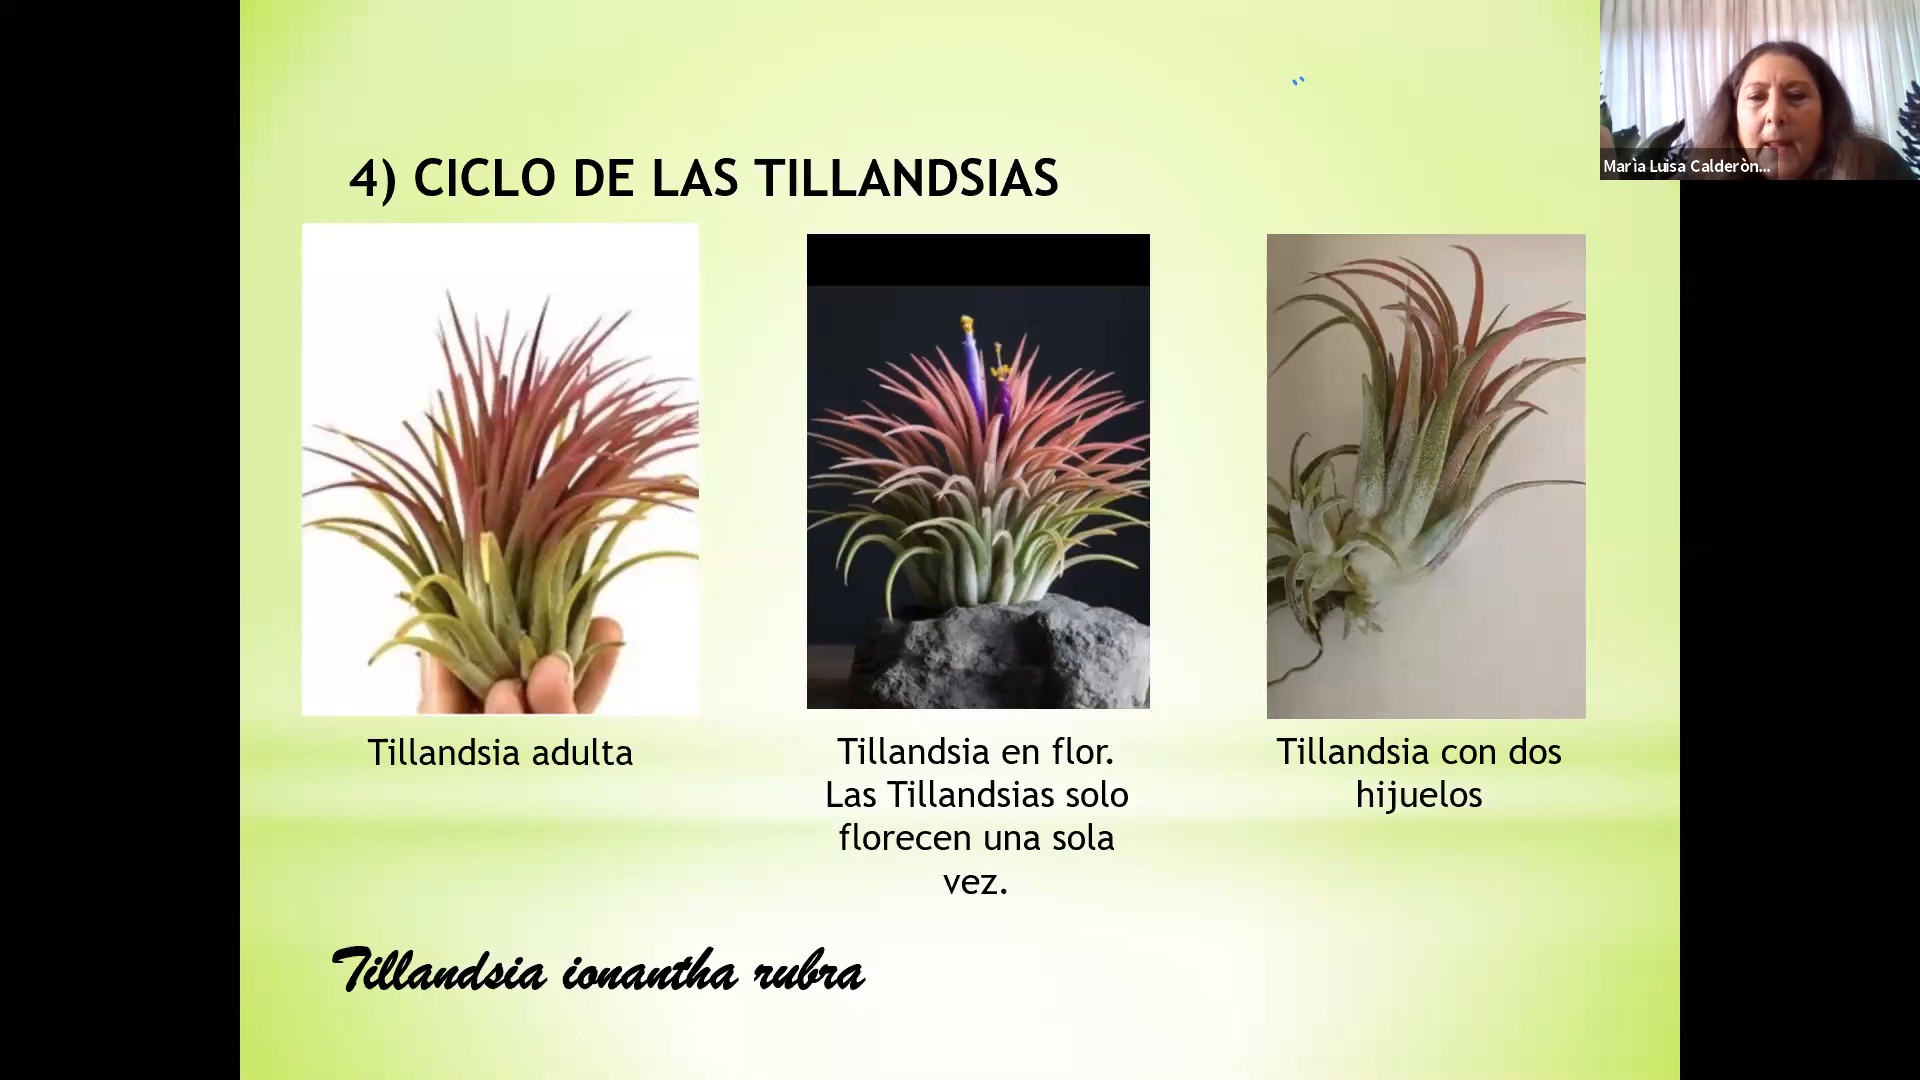 4) CICLO DE LAS TILLANDSIAS
Marìa Luisa Calderòn...
Tillandsia adulta
Tillandsia en flor.
Las Tillandsias solo
florecen una sola
vez.
Tillandsia con dos
hijuelos
Tillandsia ionantha rubra